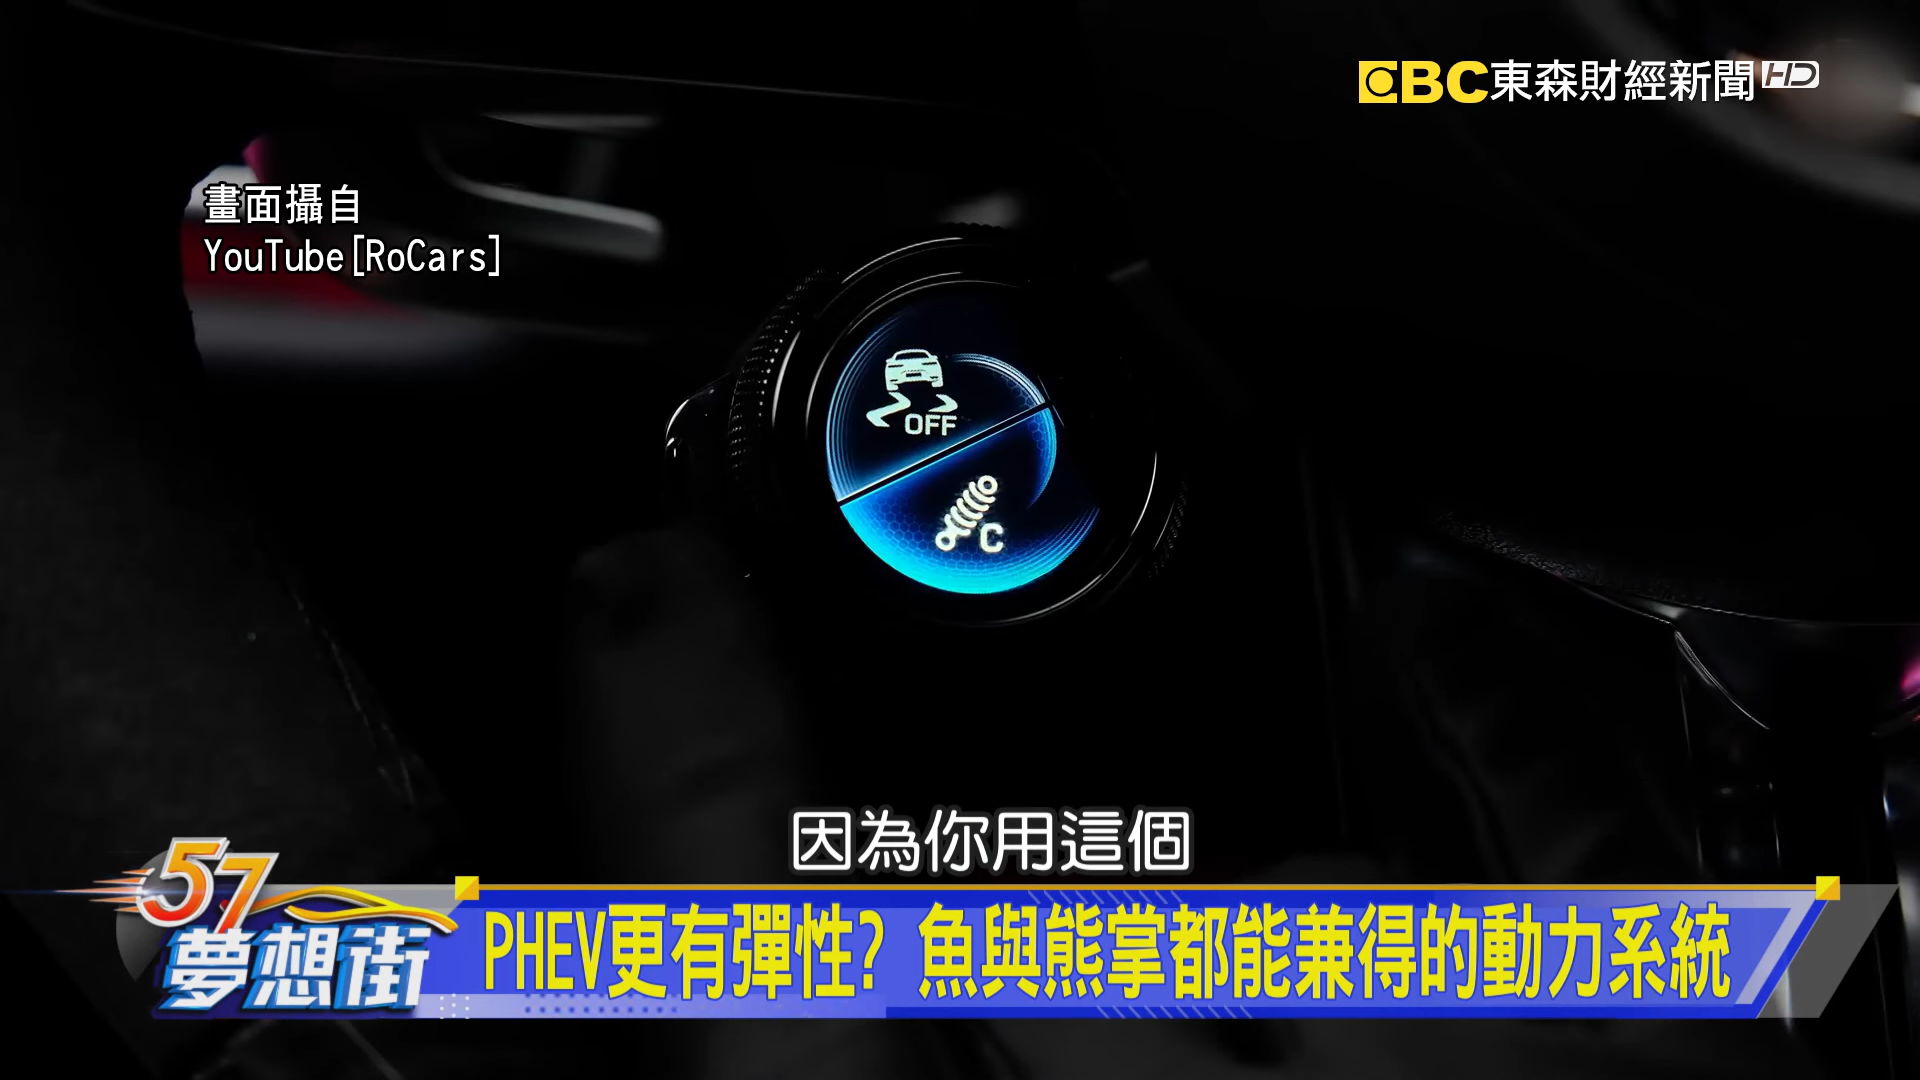 EBC東森財經新聞HD
畫面攝自
YouTube[RoCars]
OFF
C
因為你用這個
57夢想街
PHEV更有彈性? 魚與熊掌都能兼得的動力系統